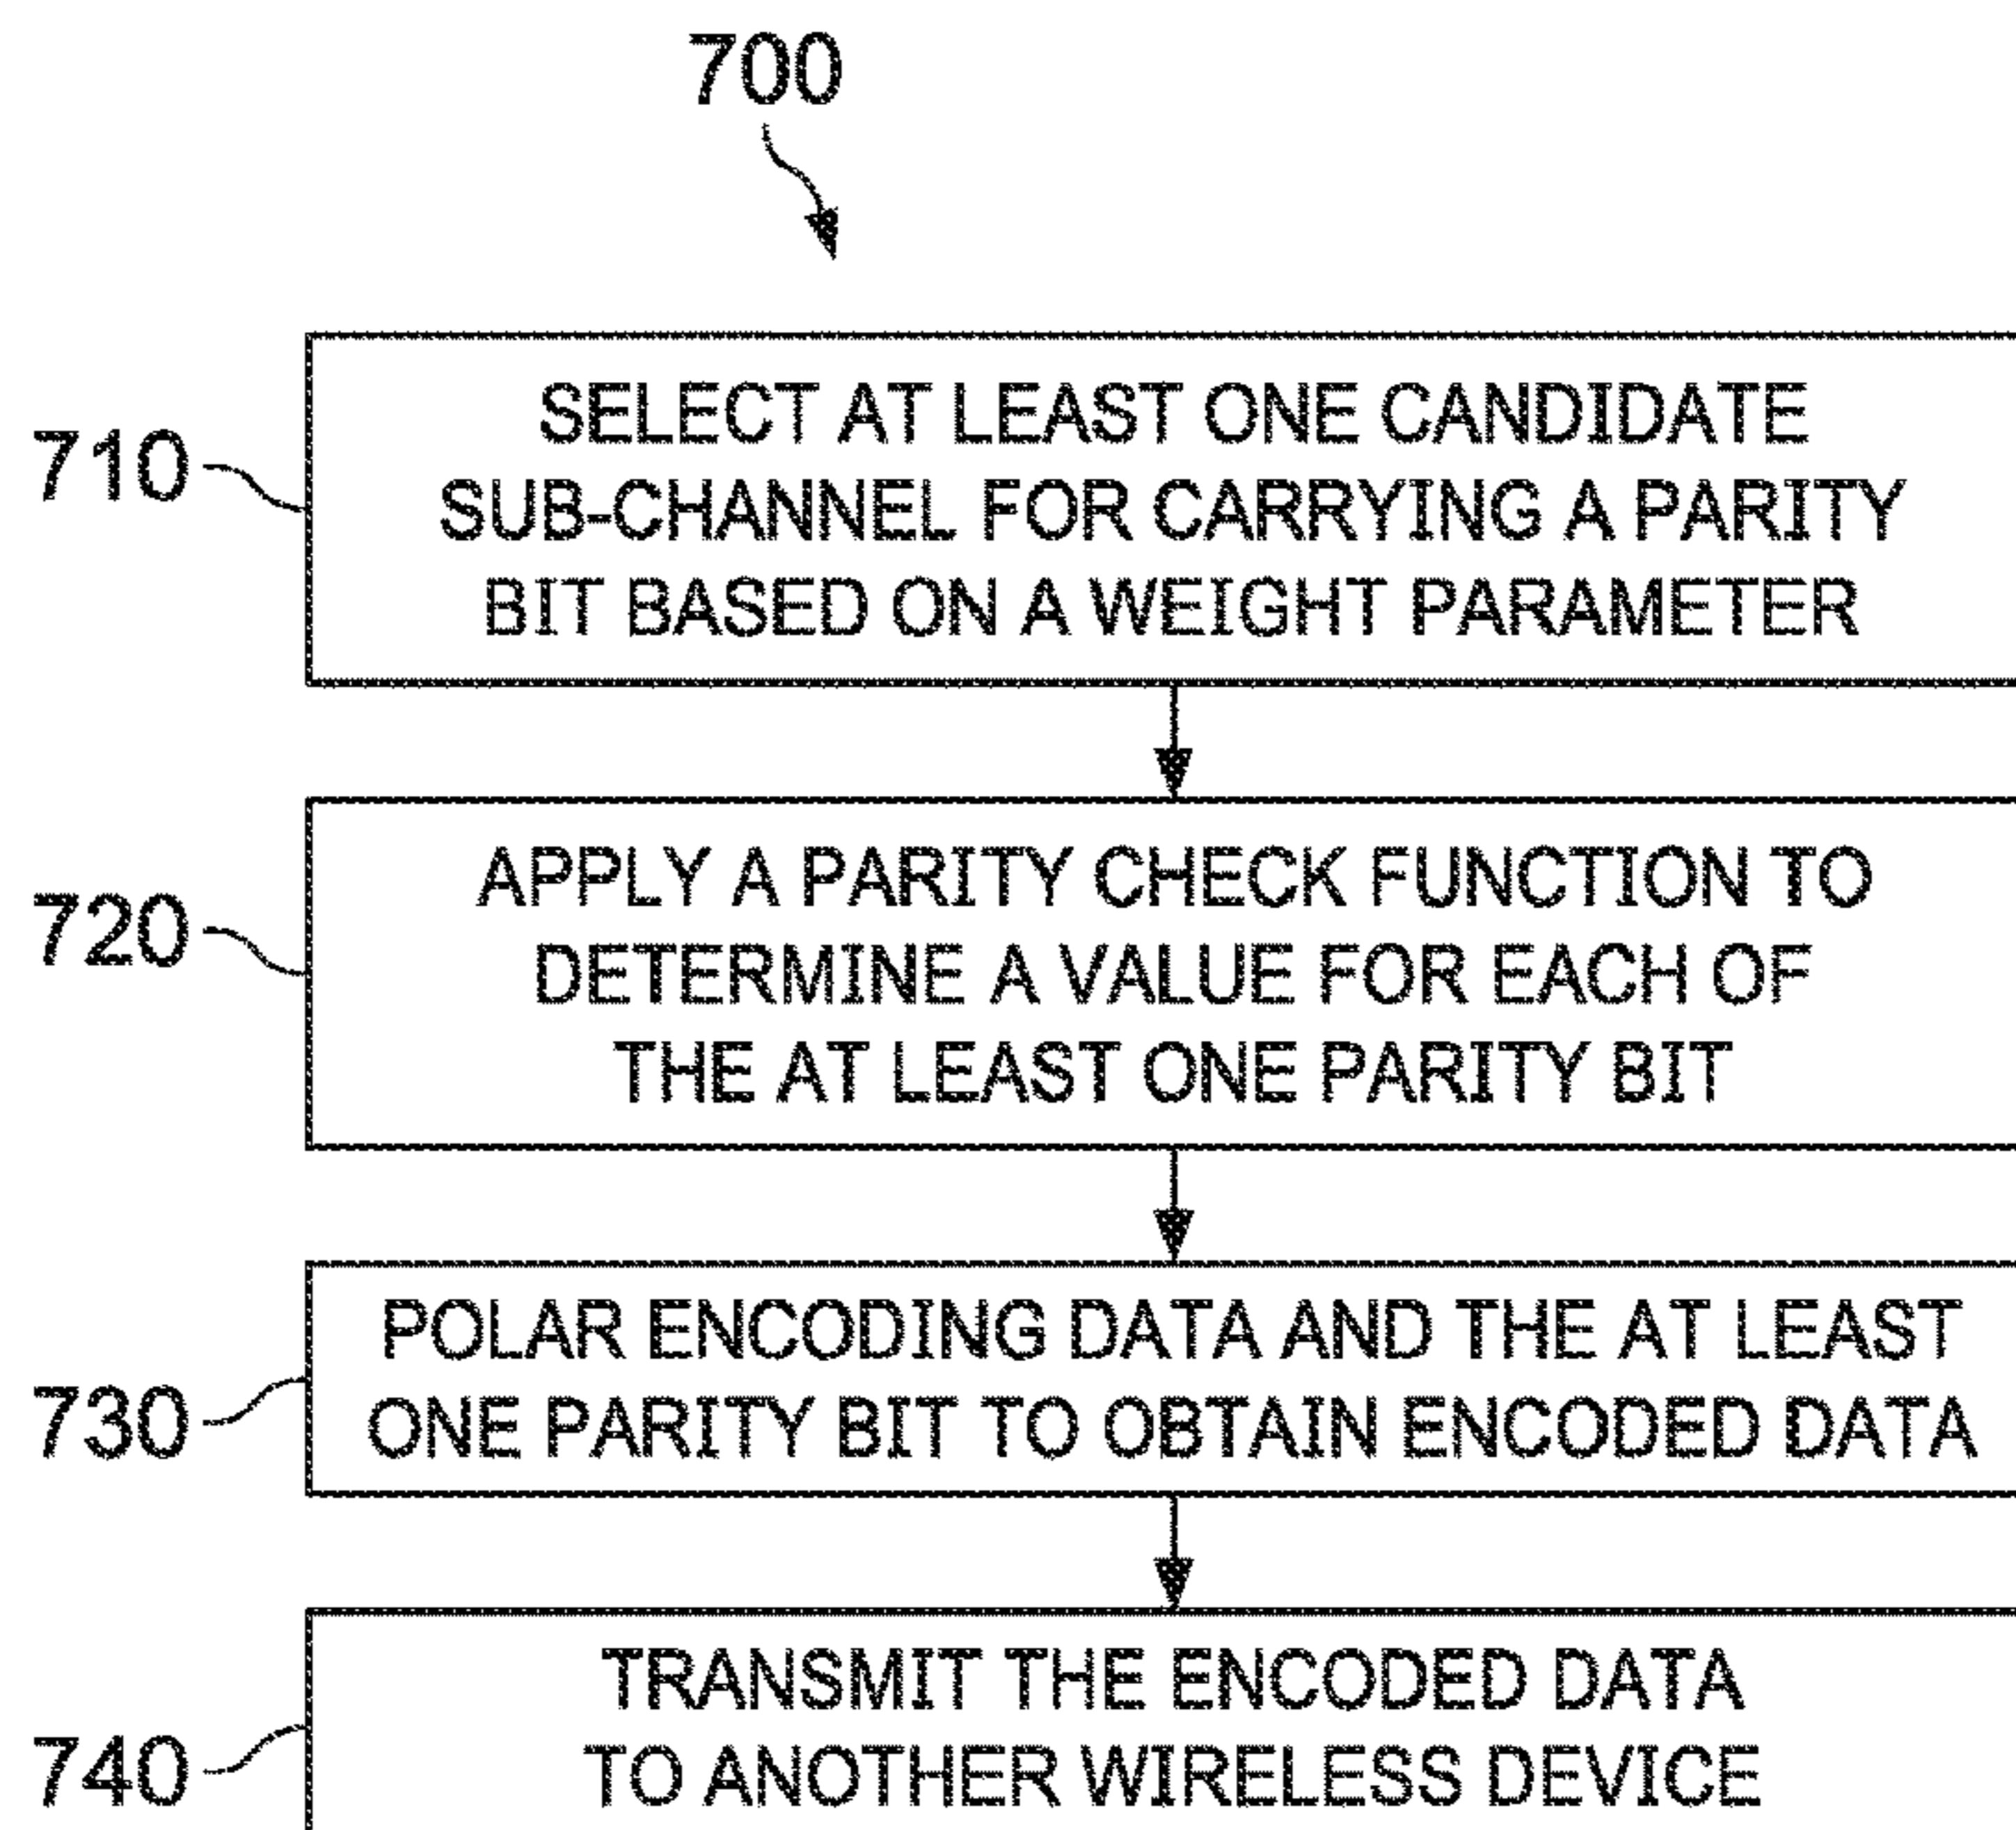 700
710
SELECT AT LEAST ONE CANDIDATE
SUB-CHANNEL FOR CARRYING A PARITY
BIT BASED ON A WEIGHT PARAMETER
720
APPLY A PARITY CHECK FUNCTION TO
DETERMINE A VALUE FOR EACH OF
THE AT LEAST ONE PARITY BIT
730
POLAR ENCODING DATA AND THE AT LEAST
ONE PARITY BIT TO OBTAIN ENCODED DATA
740
TRANSMIT THE ENCODED DATA
TO ANOTHER WIRELESS DEVICE